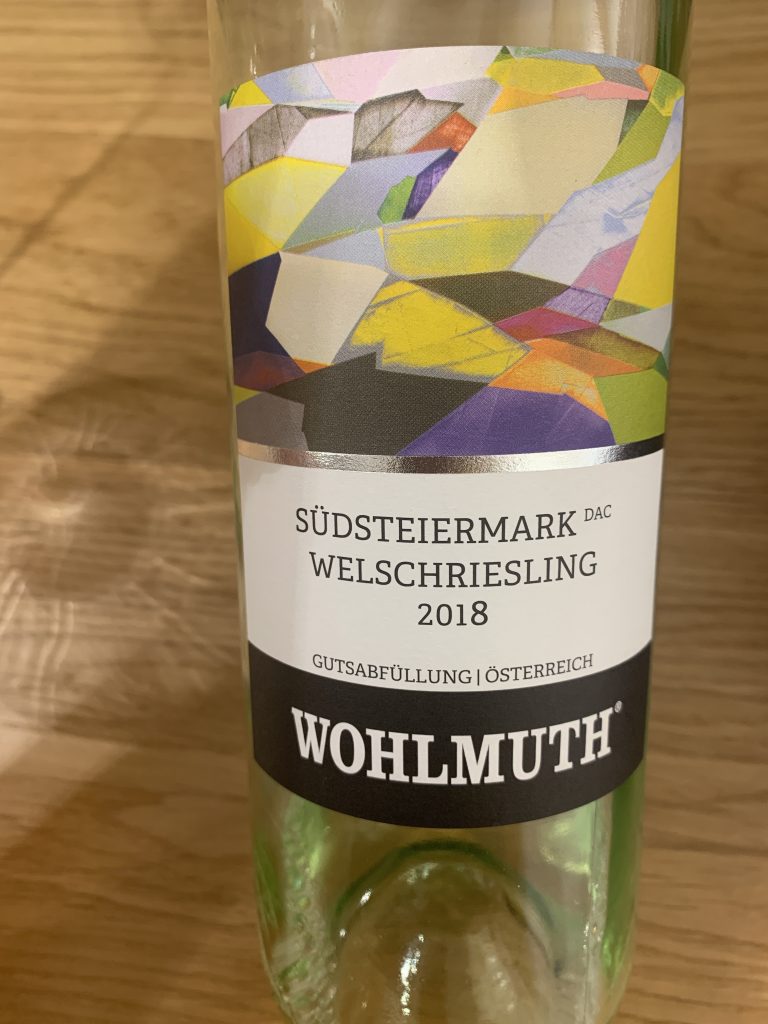 SÜDSTEIERMARK DAC
WELSCHRIESLING
2018
GUTSABFÜLLUNG | ÖSTERREICH
WOHLMUTH®